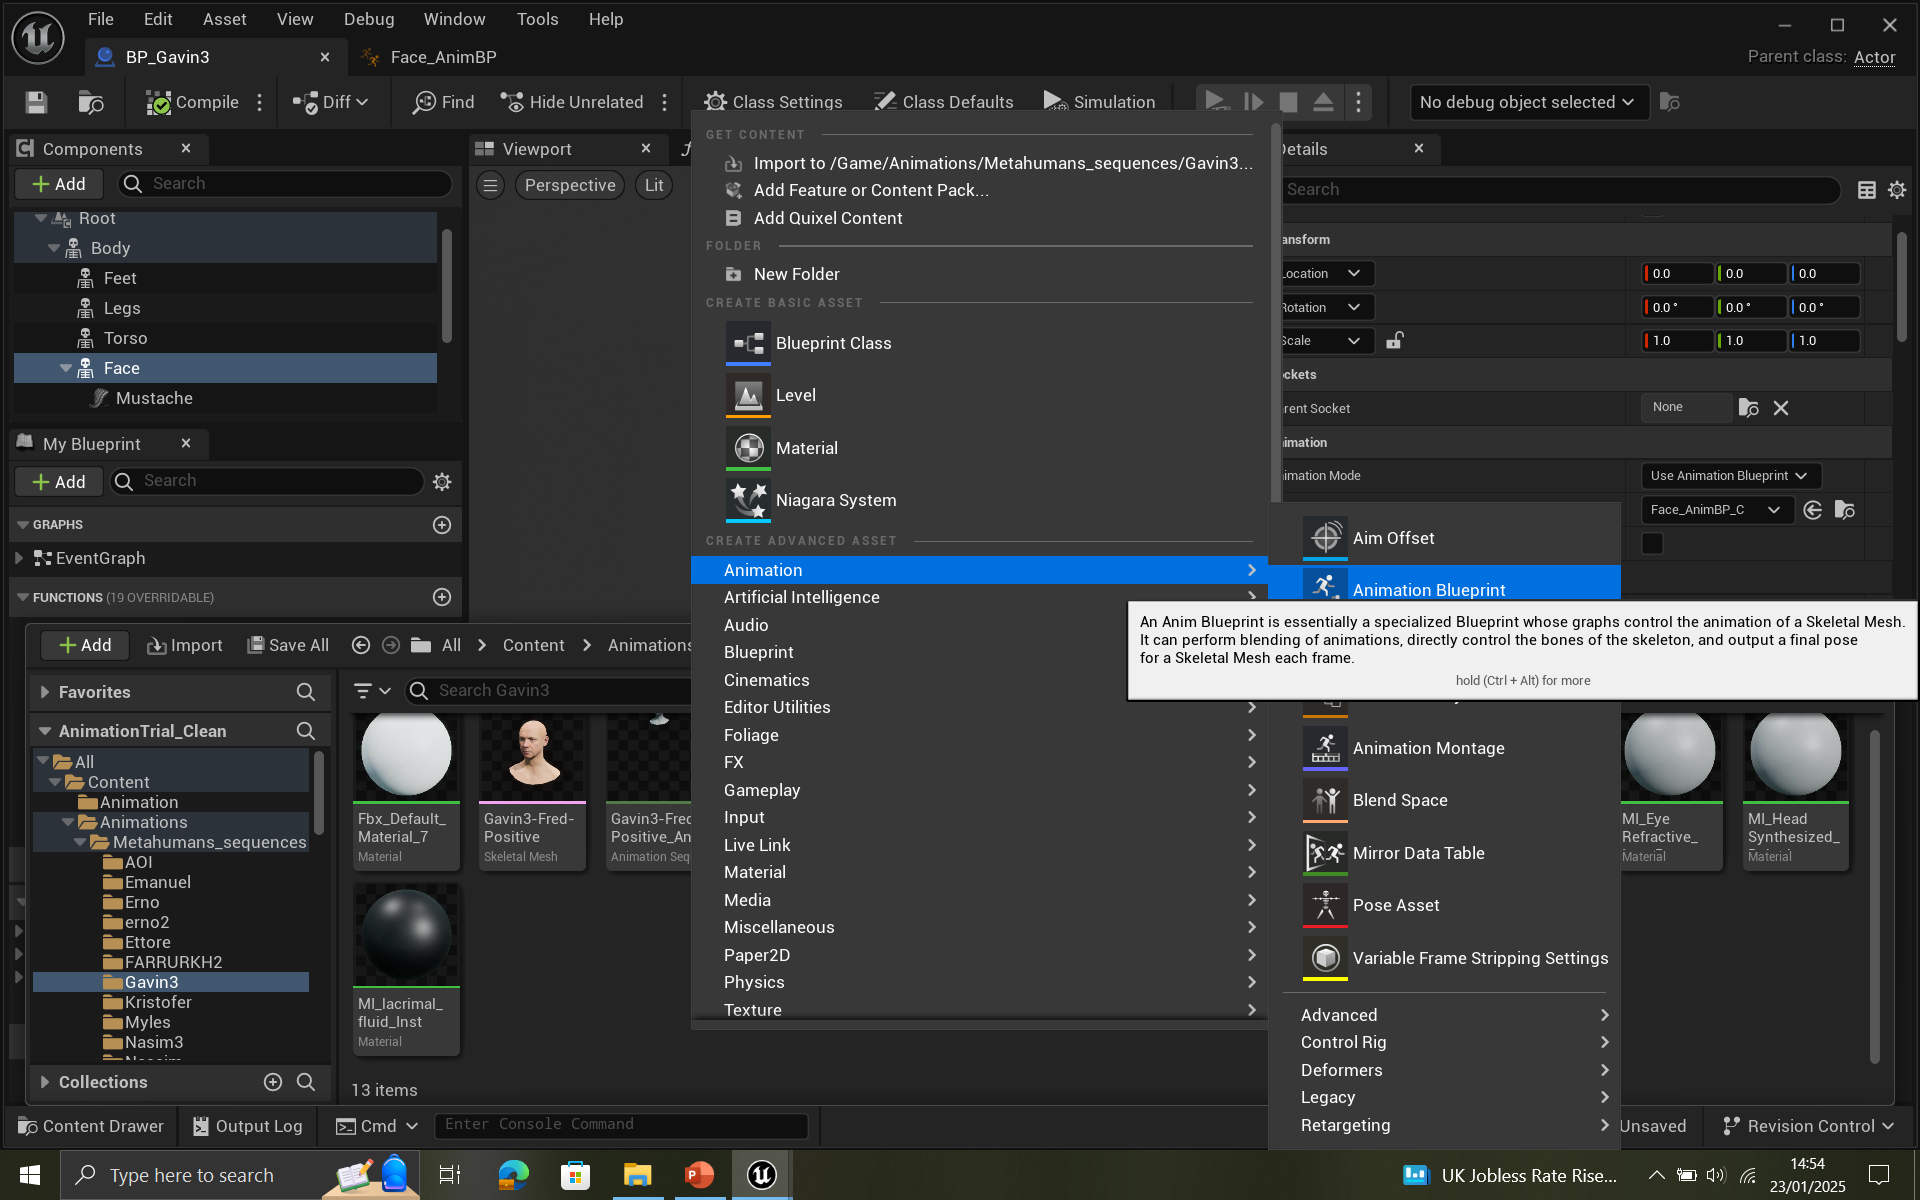 File Edit Asset View Debug Window Tools Help
BP_Gavin3
Face_AnimBP
Parent class: Actor
Compile
Diff
Find
Hide Unrelated
Class Settings
Class Defaults
Simulation
No debug object selected
Components
Add
Search
Root
Body
Feet
Legs
Torso
Face
Mustache
My Blueprint
Add
Search
GRAPHS
EventGraph
FUNCTIONS (19 OVERRIDABLE)
Viewport
Perspective
Lit
GET CONTENT
Import to /Game/Animations/Metahumans_sequences/Gavin3...
Add Feature or Content Pack...
Add Quixel Content
FOLDER
New Folder
CREATE BASIC ASSET
Blueprint Class
Level
Material
Niagara System
CREATE ADVANCED ASSET
Animation
Artificial Intelligence
Audio
Blueprint
Cinematics
Editor Utilities
Foliage
FX
Gameplay
Input
Live Link
Material
Media
Miscellaneous
Paper2D
Physics
Texture
Details
Search
ansform
Location
Rotation
Scale
0.0 0.0 0.0
0.0 ° 0.0 ° 0.0 °
1.0 1.0 1.0
ockets
rent Socket
None
imation
imation Mode
Use Animation Blueprint
Face_AnimBP_C
Aim Offset
Animation Blueprint
An Anim Blueprint is essentially a specialized Blueprint whose graphs control the animation of a Skeletal Mesh.
It can perform blending of animations, directly control the bones of the skeleton, and output a final pose
for a Skeletal Mesh each frame.
hold (Ctrl + Alt) for more
Animation Montage
Blend Space
Mirror Data Table
Pose Asset
Variable Frame Stripping Settings
Advanced
Control Rig
Deformers
Legacy
Retargeting
Add
Import
Save All
All
Content
Animations
Favorites
AnimationTrial_Clean
All
Content
Animation
Animations
Metahumans_sequences
AOI
Emanuel
Erno
erno2
Ettore
FARRURKH2
Gavin3
Kristofer
Myles
Nasim3
Collections
Search Gavin3
Fbx_Default_
Material_7
Material
Gavin3-Fred-
Positive
Skeletal Mesh
Gavin3-Fred
Positive_An
Animation Seq
MI_Eye
Refractive_
Material
MI_Head
Synthesized_
Material
MI_lacrimal_
fluid_Inst
Material
13 items
Content Drawer
Output Log
Cmd
Enter Console Command
Unsaved
Revision Control
Type here to search
UK Jobless Rate Rise...
14:54
23/01/2025